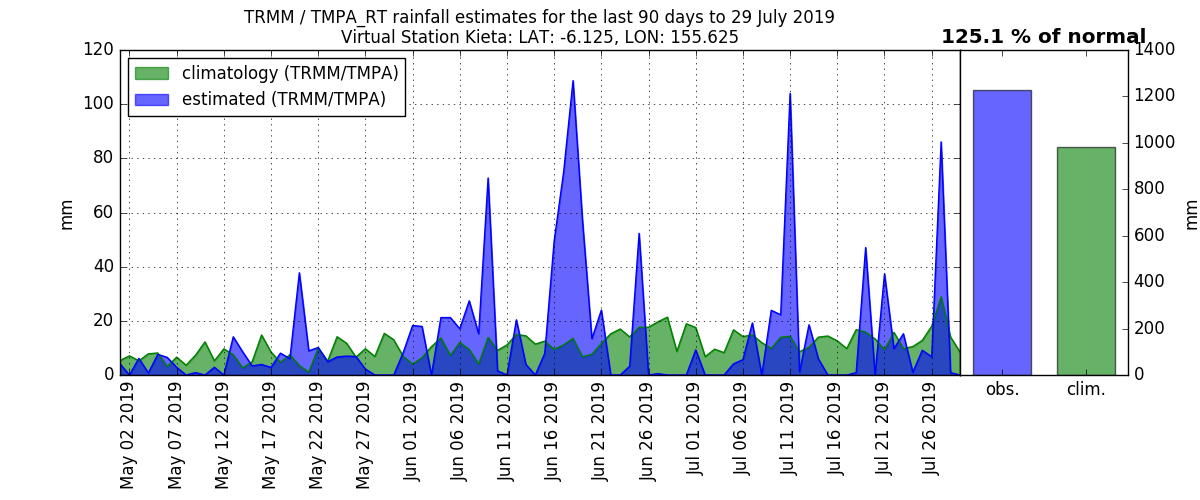 TRMM / TMPA_RT rainfall estimates for the last 90 days to 29 July 2019
Virtual Station Kieta: LAT: -6.125, LON: 155.625
125.1 % of normal
climatology (TRMM/TMPA)
estimated (TRMM/TMPA)
mm
120
100
80
60
40
20
0
May 02 2019
May 07 2019
May 12 2019
May 17 2019
May 22 2019
May 27 2019
Jun 01 2019
Jun 06 2019
Jun 11 2019
Jun 16 2019
Jun 21 2019
Jun 26 2019
Jul 01 2019
Jul 06 2019
Jul 11 2019
Jul 16 2019
Jul 21 2019
Jul 26 2019
1400
1200
1000
800
600
400
200
0
mm
obs.
clim.